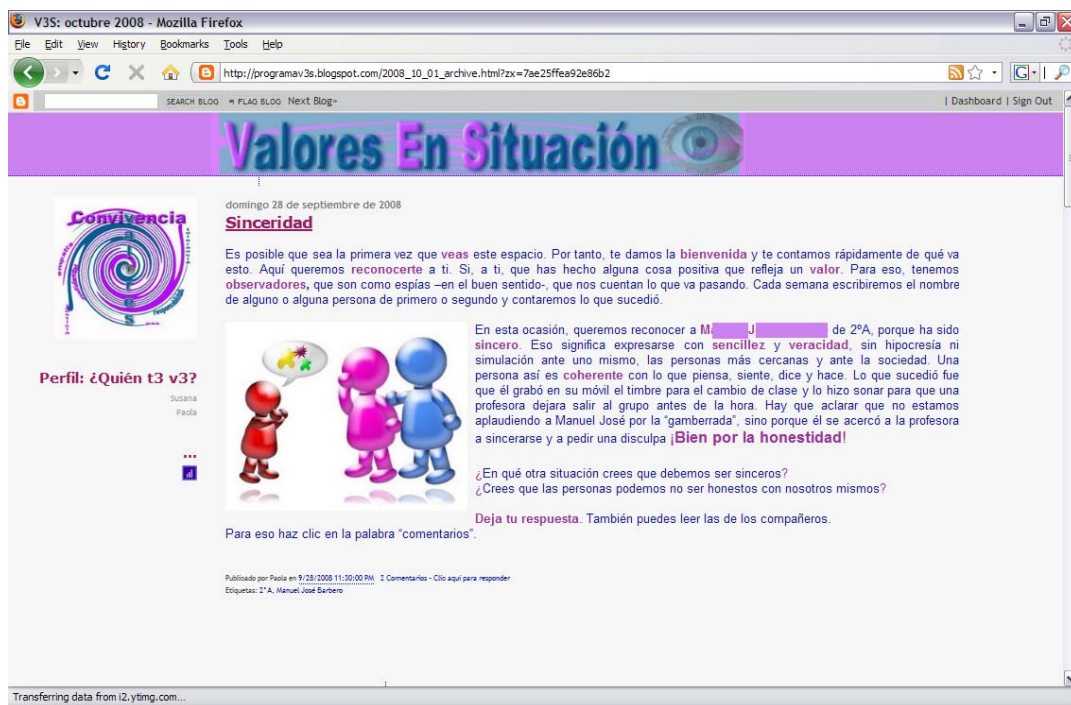 V3S: octubre 2008 - Mozilla Firefox
File Edit View History Bookmarks Tools Help
http://programav3s.blogspot.com/2008_10_01_archive.html?zx=7ae25ffea92e86b2
SEARCH BLOG FLAG BLOG Next Blog»
| Dashboard | Sign Out
Valores En Situación
Convivencia
domingo 28 de septiembre de 2008
Sinceridad
Es posible que sea la primera vez que veas este espacio. Por tanto, te damos la bienvenida y te contamos rápidamente de qué va
esto. Aquí queremos reconocerte a ti. Si, a ti, que has hecho alguna cosa positiva que refleja un valor. Para eso, tenemos
observadores, que son como espías –en el buen sentido-, que nos cuentan lo que va pasando. Cada semana escribiremos el nombre
de alguno o alguna persona de primero o segundo y contaremos lo que sucedió.
En esta ocasión, queremos reconocer a M J de 2ºA, porque ha sido
sincero. Eso significa expresarse con sencillez y veracidad, sin hipocresía ni
simulación ante uno mismo, las personas más cercanas y ante la sociedad. Una
persona así es coherente con lo que piensa, siente, dice y hace. Lo que sucedió fue
que él grabó en su móvil el timbre para el cambio de clase y lo hizo sonar para que una
profesora dejara salir al grupo antes de la hora. Hay que aclarar que no estamos
aplaudiendo a Manuel José por la “gamberrada”, sino porque él se acercó a la profesora
a sincerarse y a pedir una disculpa ¡Bien por la honestidad!
¿En qué otra situación crees que debemos ser sinceros?
¿Crees que las personas podemos no ser honestos con nosotros mismos?
Deja tu respuesta. También puedes leer las de los compañeros.
Para eso haz clic en la palabra “comentarios”.
Publicado por Paola en 9/28/2008 11:30:00 PM 2 Comentarios - Clic aquí para responder
Etiquetas: 2°A, Manuel José Barbero
Perfil: ¿Quién t3 v3?
Susana
Paola
...
Transferring data from i2.ytimg.com...